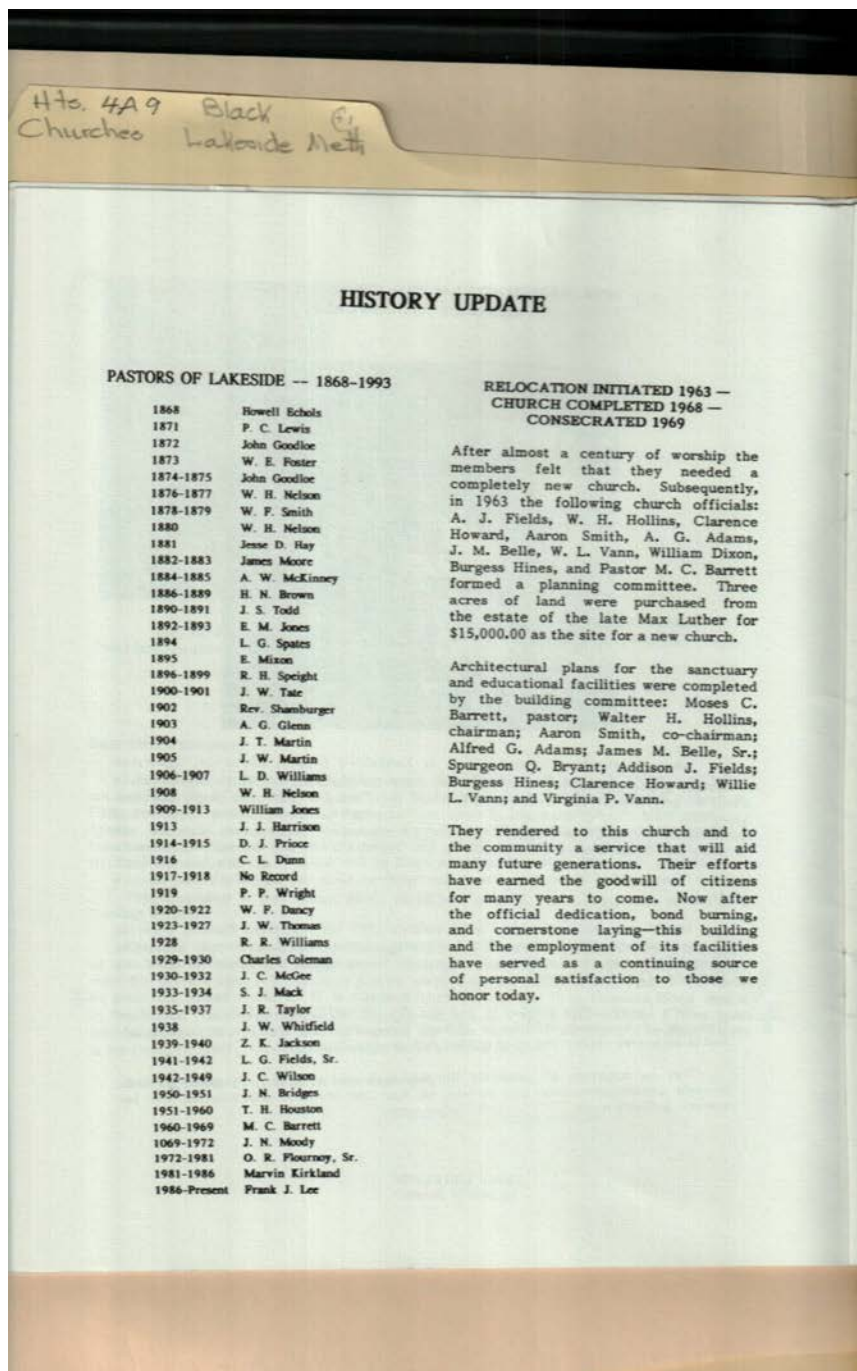 Hts. 4A9 Black
Churches Lakeside Meth
HISTORY UPDATE
PASTORS OF LAKESIDE -- 1868-1993
1868 Howell Echols
1871 P. C. Lewis
1872 John Goodloe
1873 W. E. Foster
1874-1875 John Goodloe
1876-1877 W. H. Nelson
1878-1879 W. F. Smith
1880 W. H. Nelson
1881 Jesse D. Hay
1882-1883 James Moore
1884-1885 A. W. McKinney
1886-1889 H. N. Brown
1890-1891 J. S. Todd
1892-1893 E. M. Jones
1894 L. G. Spates
1895 E. Mixon
1896-1899 R. H. Speight
1900-1901 J. W. Tate
1902 Rev. Shamburger
1903 A. G. Glenn
1904 J. T. Martin
1905 J. W. Martin
1906-1907 L. D. Williams
1908 W. H. Nelson
1909-1913 William Jones
1913 J. J. Harrison
1914-1915 D. J. Prioce
1916 C. L. Dunn
1917-1918 No Record
1919 P. P. Wright
1920-1922 W. F. Dancy
1923-1927 J. W. Thomas
1928 R. R. Williams
1929-1930 Charles Coleman
1930-1932 J. C. McGee
1933-1934 S. J. Mack
1935-1937 J. R. Taylor
1938 J. W. Whitfield
1939-1940 Z. K. Jackson
1941-1942 L. G. Fields, Sr.
1942-1949 J. C. Wilson
1950-1951 J. N. Bridges
1951-1960 T. H. Houston
1960-1969 M. C. Barrett
1069-1972 J. N. Moody
1972-1981 O. R. Flournoy, Sr.
1981-1986 Marvin Kirkland
1986-Present Frank J. Lee
RELOCATION INITIATED 1963 —
CHURCH COMPLETED 1968 —
CONSECRATED 1969
After almost a century of worship the
members felt that they needed a
completely new church. Subsequently,
in 1963 the following church officials:
A. J. Fields, W. H. Hollins, Clarence
Howard, Aaron Smith, A. G. Adams,
J. M. Belle, W. L. Vann, William Dixon,
Burgess Hines, and Pastor M. C. Barrett
formed a planning committee. Three
acres of land were purchased from
the estate of the late Max Luther for
$15,000.00 as the site for a new church.
Architectural plans for the sanctuary
and educational facilities were completed
by the building committee: Moses C.
Barrett, pastor; Walter H. Hollins,
chairman; Aaron Smith, co-chairman;
Alfred G. Adams; James M. Belle, Sr.;
Spurgeon Q. Bryant; Addison J. Fields;
Burgess Hines; Clarence Howard; Willie
L. Vann; and Virginia P. Vann.
They rendered to this church and to
the community a service that will aid
many future generations. Their efforts
have earned the goodwill of citizens
for many years to come. Now after
the official dedication, bond burning,
and cornerstone laying—this building
and the employment of its facilities
have served as a continuing source
of personal satisfaction to those we
honor today.